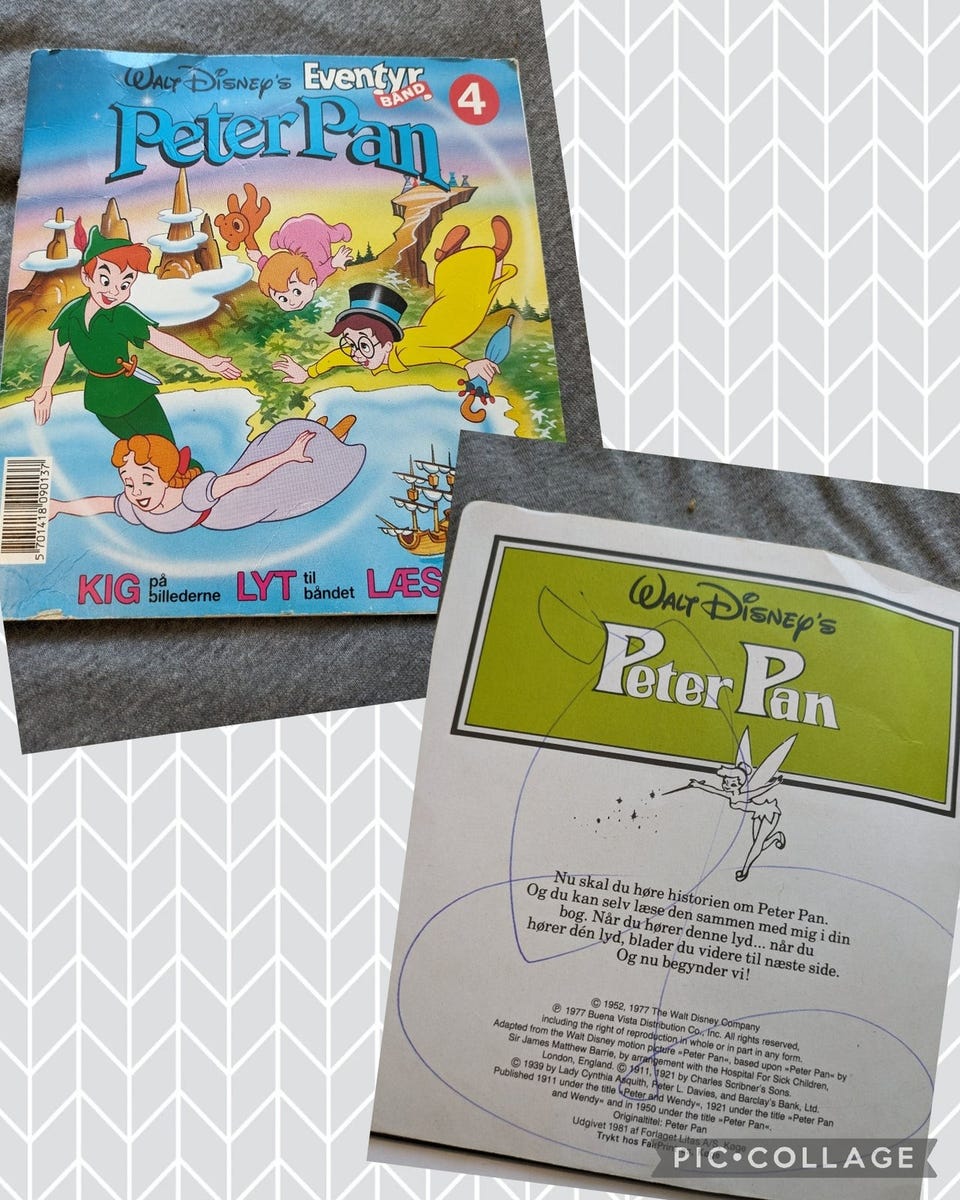 Walt Disney's Eventyr
BÅND
4
Peter Pan
5 701418 090137
KIG på billederne LYT til båndet LÆS
Walt Disney's
Peter Pan
Nu skal du høre historien om Peter Pan.
Og du kan selv læse den sammen med mig i din
bog. Når du hører denne lyd... når du
hører dén lyd, blader du videre til næste side.
Og nu begynder vi!
© 1952, 1977 The Walt Disney Company
℗ 1977 Buena Vista Distribution Co., Inc. All rights reserved,
including the right of reproduction in whole or in part in any form.
Adapted from the Walt Disney motion picture »Peter Pan«, based upon »Peter Pan« by
Sir James Matthew Barrie, by arrangement with the Hospital For Sick Children,
London, England. © 1911, 1921 by Charles Scribner's Sons.
© 1939 by Lady Cynthia Asquith, Peter L. Davies, and Barclay's Bank, Ltd.
Published 1911 under the title »Peter and Wendy«, 1921 under the title »Peter Pan
and Wendy« and in 1950 under the title »Peter Pan«.
Originaltitel: Peter Pan
Udgivet 1981 af Forlaget Litas A/S, Køge
Trykt hos FairPrint
PIC•COLLAGE